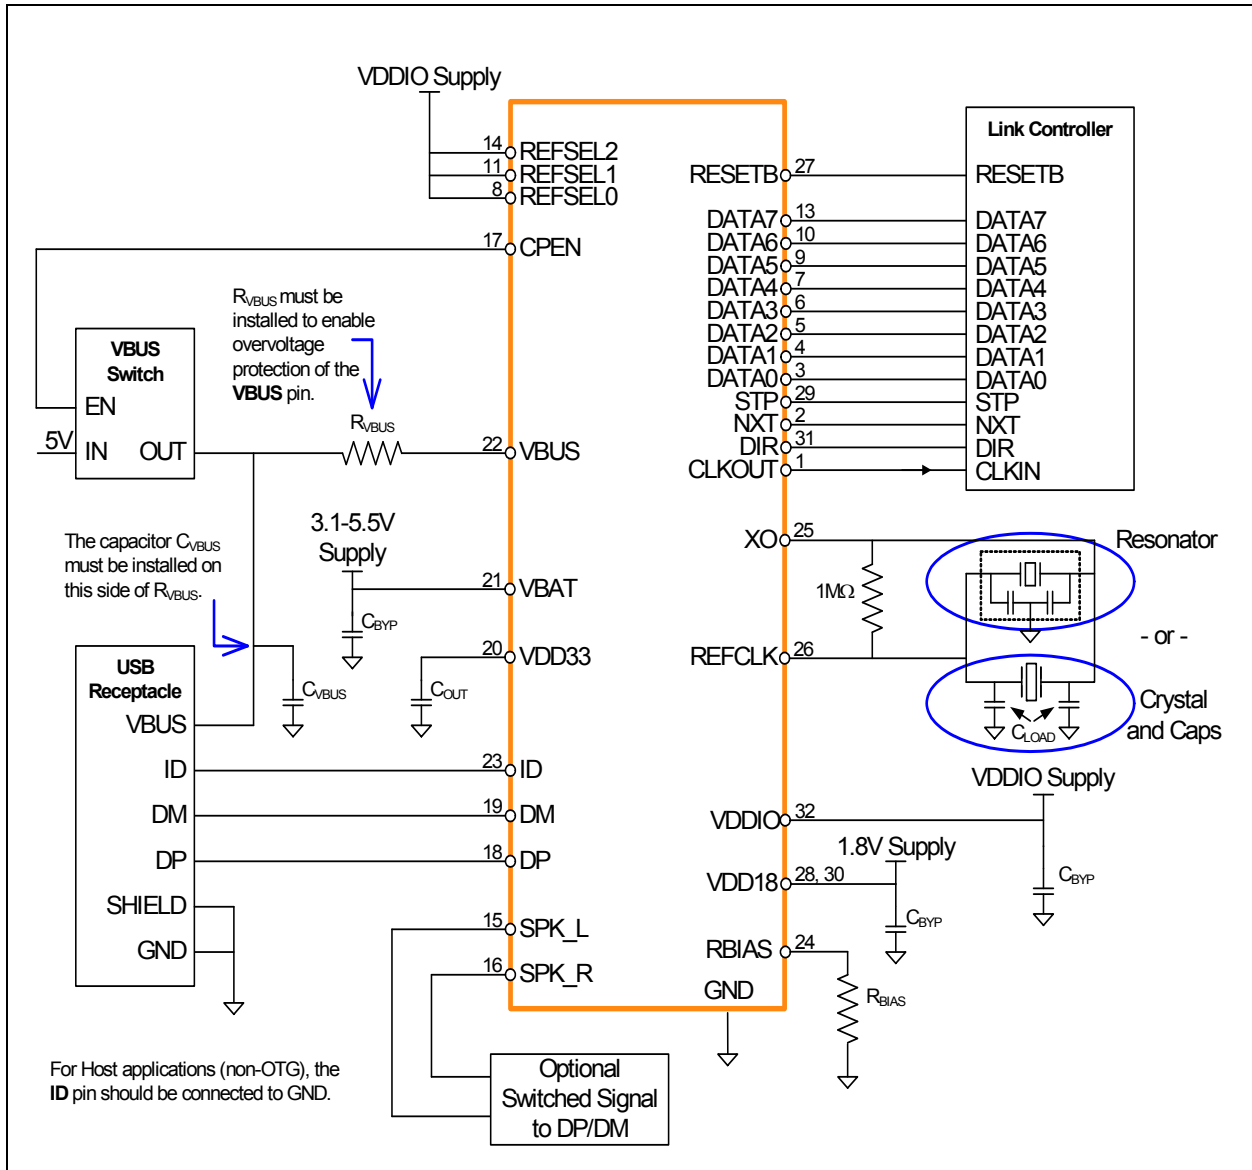 VDDIO Supply
14 REFSEL2
11 REFSEL1
8 REFSEL0
17 CPEN
RVBUS must be
installed to enable
overvoltage
protection of the
VBUS pin.
VBUS
Switch
EN
5V IN OUT
RVBUS
22 VBUS
The capacitor CVBUS
must be installed on
this side of RVBUS.
3.1-5.5V
Supply
21 VBAT
CBYP
20 VDD33
COUT
CVBUS
USB
Receptacle
VBUS
ID 23 ID
DM 19 DM
DP 18 DP
SHIELD
GND
15 SPK_L
16 SPK_R
Optional
Switched Signal
to DP/DM
For Host applications (non-OTG), the
ID pin should be connected to GND.
Link Controller
RESETB 27 RESETB
DATA7 13 DATA7
DATA6 10 DATA6
DATA5 9 DATA5
DATA4 7 DATA4
DATA3 6 DATA3
DATA2 5 DATA2
DATA1 4 DATA1
DATA0 3 DATA0
STP 29 STP
NXT 2 NXT
DIR 31 DIR
CLKOUT 1 CLKIN
XO 25
Resonator
1MΩ
- or -
REFCLK 26
CLOAD
Crystal
and Caps
VDDIO Supply
VDDIO 32
CBYP
1.8V Supply
VDD18 28, 30
CBYP
RBIAS 24
RBIAS
GND